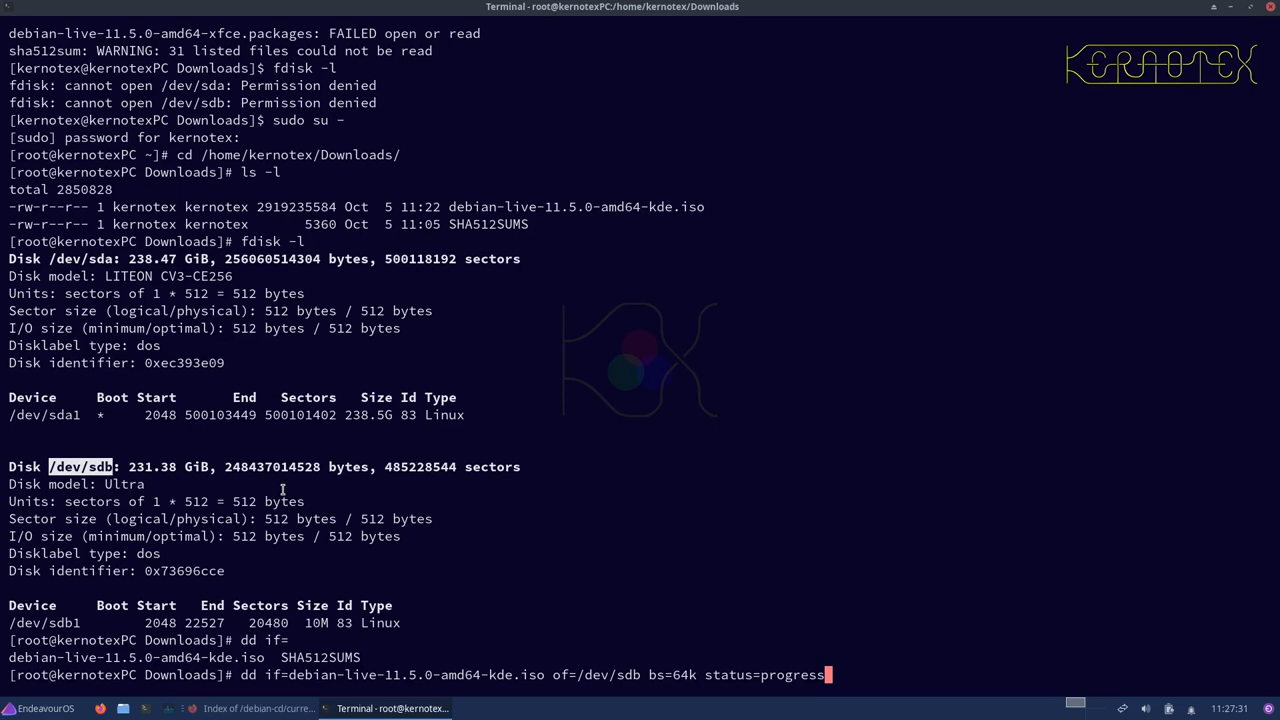 Terminal - root@kernotexPC:/home/kernotex/Downloads
KERNOTEX
debian-live-11.5.0-amd64-xfce.packages: FAILED open or read
sha512sum: WARNING: 31 listed files could not be read
[kernotex@kernotexPC Downloads]$ fdisk -l
fdisk: cannot open /dev/sda: Permission denied
fdisk: cannot open /dev/sdb: Permission denied
[kernotex@kernotexPC Downloads]$ sudo su -
[sudo] password for kernotex:
[root@kernotexPC ~]# cd /home/kernotex/Downloads/
[root@kernotexPC Downloads]# ls -l
total 2850828
-rw-r--r-- 1 kernotex kernotex 2919235584 Oct  5 11:22 debian-live-11.5.0-amd64-kde.iso
-rw-r--r-- 1 kernotex kernotex       5360 Oct  5 11:05 SHA512SUMS
[root@kernotexPC Downloads]# fdisk -l
Disk /dev/sda: 238.47 GiB, 256060514304 bytes, 500118192 sectors
Disk model: LITEON CV3-CE256
Units: sectors of 1 * 512 = 512 bytes
Sector size (logical/physical): 512 bytes / 512 bytes
I/O size (minimum/optimal): 512 bytes / 512 bytes
Disklabel type: dos
Disk identifier: 0xec393e09
Device     Boot Start       End   Sectors   Size Id Type
/dev/sda1  *     2048 500103449 500101402 238.5G 83 Linux
Disk /dev/sdb: 231.38 GiB, 248437014528 bytes, 485228544 sectors
Disk model: Ultra
Units: sectors of 1 * 512 = 512 bytes
Sector size (logical/physical): 512 bytes / 512 bytes
I/O size (minimum/optimal): 512 bytes / 512 bytes
Disklabel type: dos
Disk identifier: 0x73696cce
Device     Boot Start   End Sectors Size Id Type
/dev/sdb1        2048 22527   20480  10M 83 Linux
[root@kernotexPC Downloads]# dd if=
debian-live-11.5.0-amd64-kde.iso  SHA512SUMS
[root@kernotexPC Downloads]# dd if=debian-live-11.5.0-amd64-kde.iso of=/dev/sdb bs=64k status=progress
EndeavourOS
Index of /debian-cd/curre...
Terminal - root@kernotex...
11:27:31